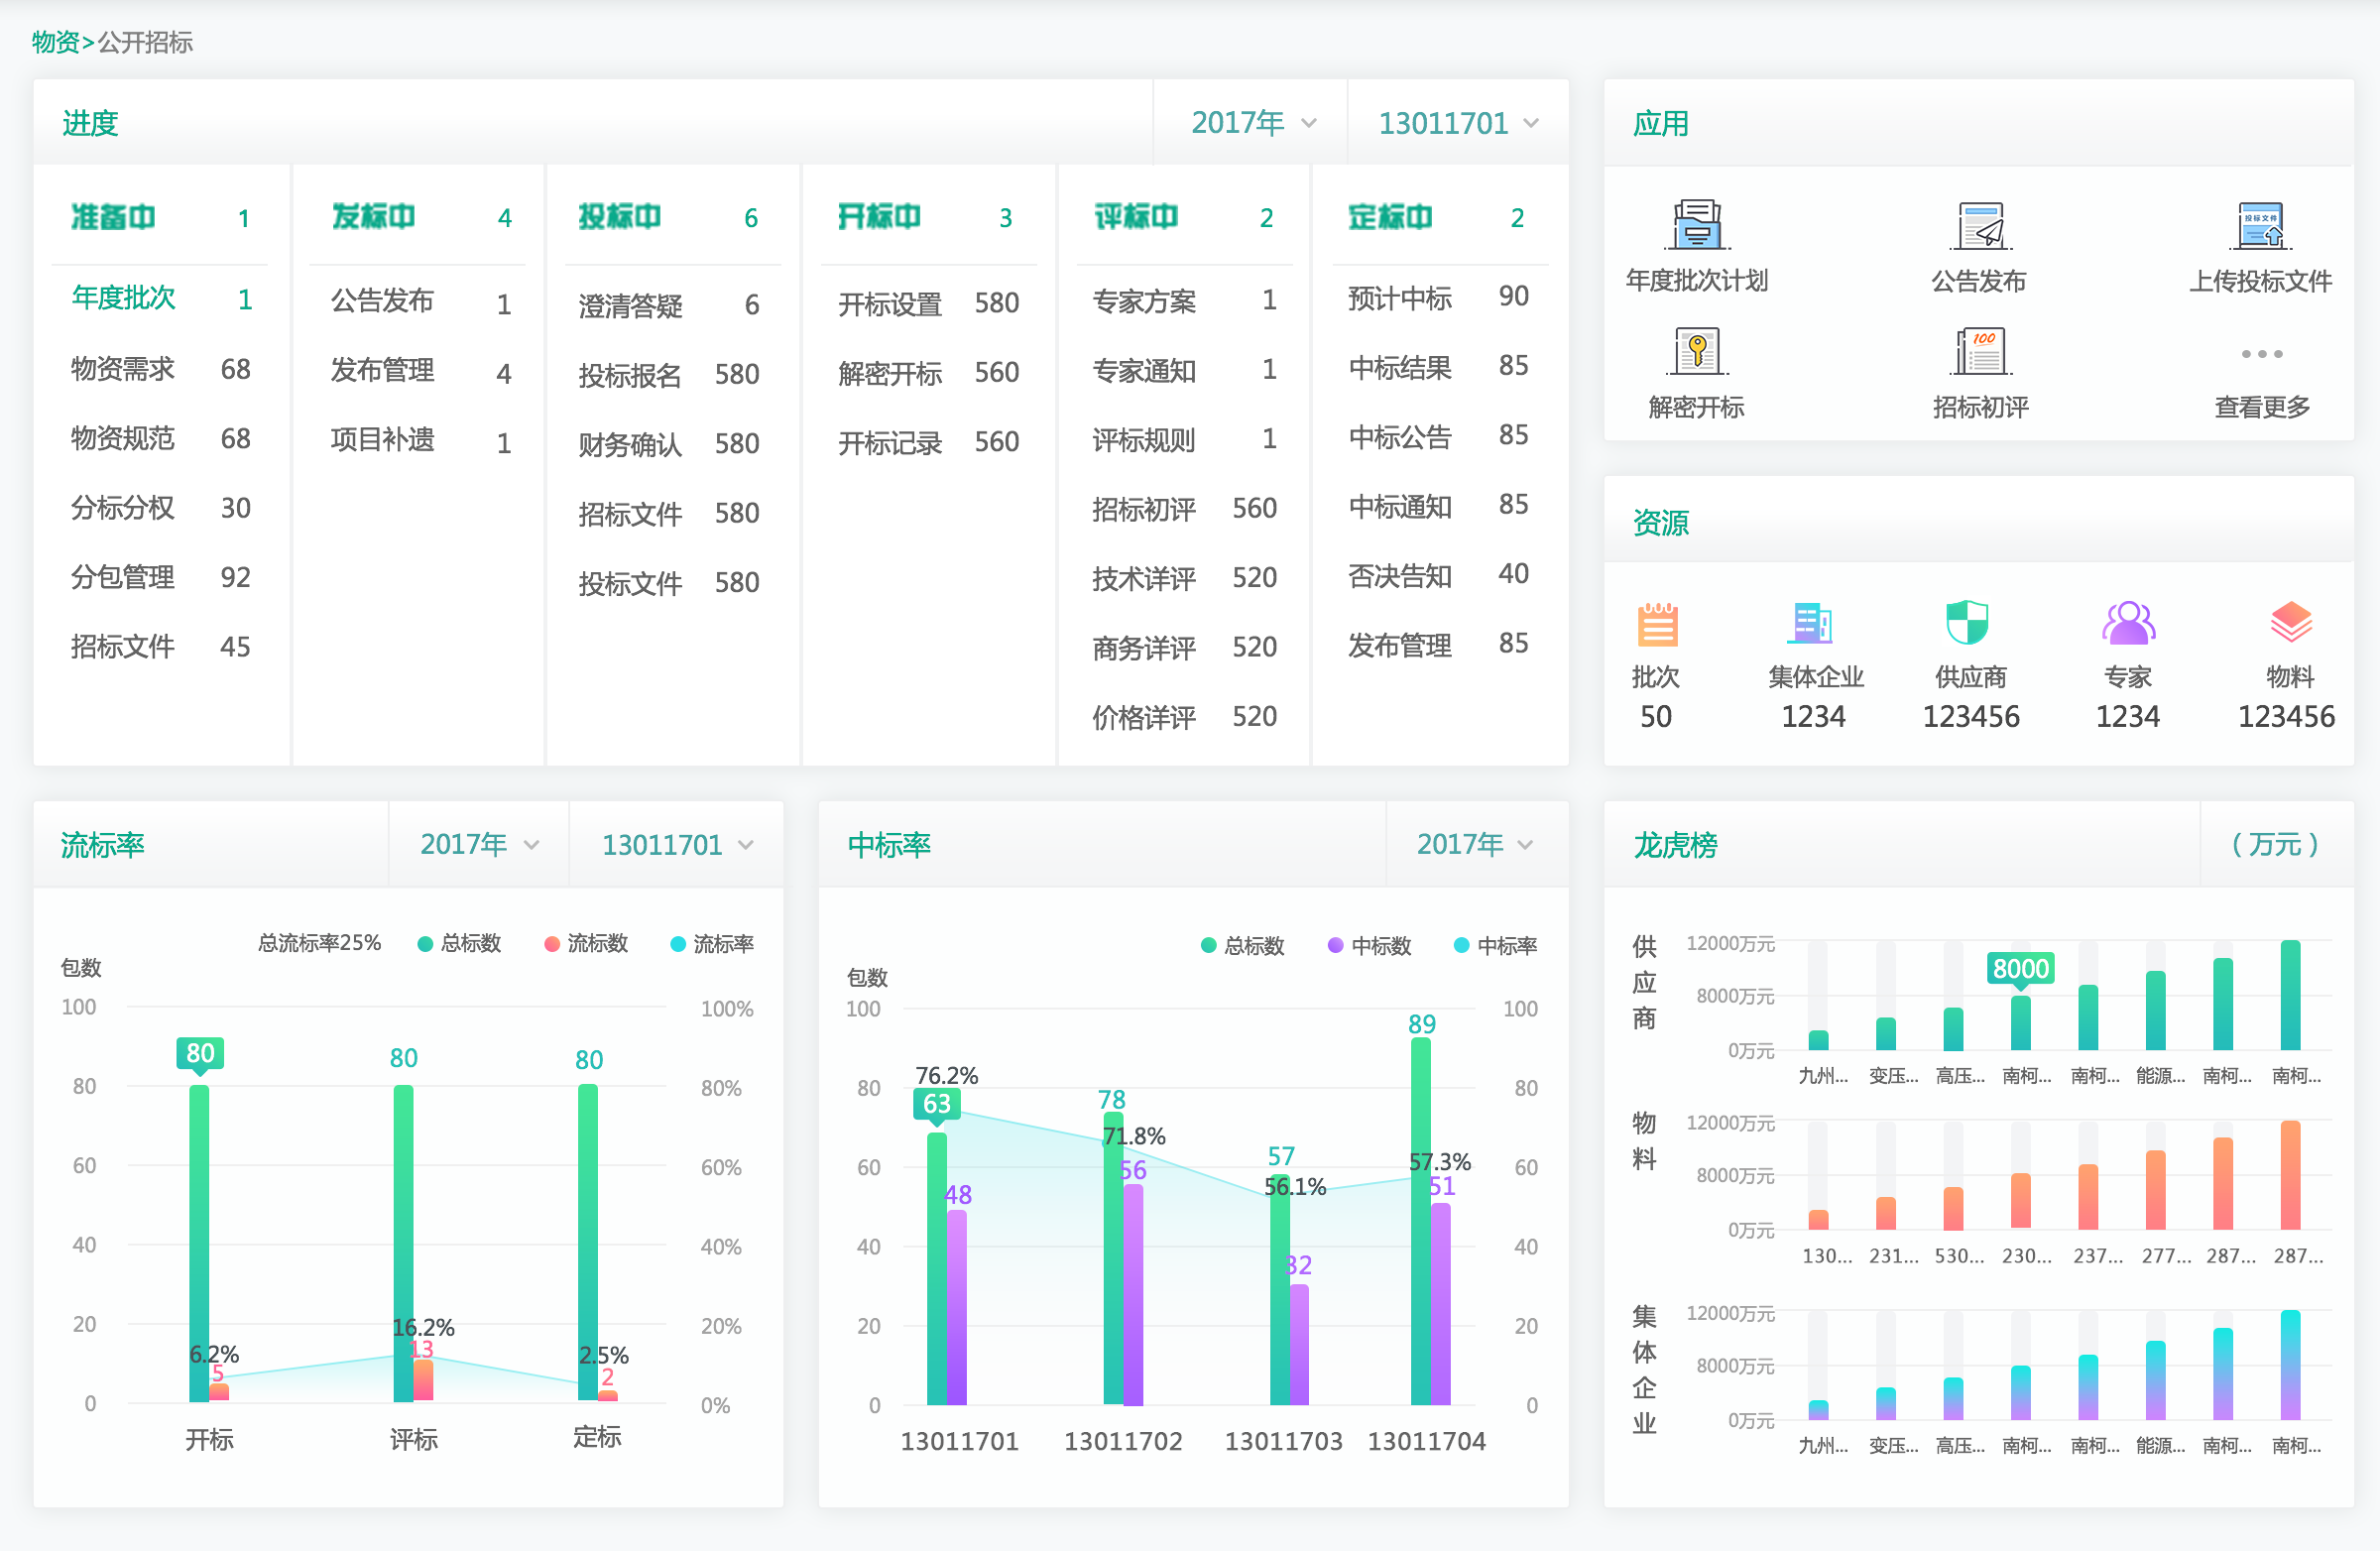 物资>公开招标
进度
2017年
13011701
准备中 1
年度批次 1
物资需求 68
物资规范 68
分标分权 30
分包管理 92
招标文件 45
发标中 4
公告发布 1
发布管理 4
项目补遗 1
投标中 6
澄清答疑 6
投标报名 580
财务确认 580
招标文件 580
投标文件 580
开标中 3
开标设置 580
解密开标 560
开标记录 560
评标中 2
专家方案 1
专家通知 1
评标规则 1
招标初评 560
技术详评 520
商务详评 520
价格详评 520
定标中 2
预计中标 90
中标结果 85
中标公告 85
中标通知 85
否决告知 40
发布管理 85
应用
年度批次计划
公告发布
投标文件
上传投标文件
解密开标
100
招标初评
查看更多
资源
批次
50
集体企业
1234
供应商
123456
专家
1234
物料
123456
流标率
2017年
13011701
总流标率25% 总标数 流标数 流标率
包数
100 100%
80 80%
60 60%
40 40%
20 20%
0 0%
80 80 80
6.2% 16.2% 2.5%
5 13 2
开标 评标 定标
中标率
2017年
总标数 中标数 中标率
包数
100 100
80 80
60 60
40 40
20 20
0 0
76.2% 71.8% 56.1% 57.3%
63 78 57 89
48 56 32 51
13011701 13011702 13011703 13011704
龙虎榜
（万元）
供应商
12000万元
8000万元
0万元
8000
九州... 变压... 高压... 南柯... 南柯... 能源... 南柯... 南柯...
物料
12000万元
8000万元
0万元
130... 231... 530... 230... 237... 277... 287... 287...
集体企业
12000万元
8000万元
0万元
九州... 变压... 高压... 南柯... 南柯... 能源... 南柯... 南柯...